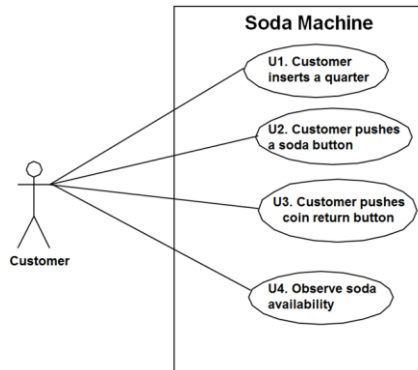 Soda Machine
U1. Customer
inserts a quarter
U2. Customer pushes
a soda button
U3. Customer pushes
coin return button
Customer
U4. Observe soda
availability